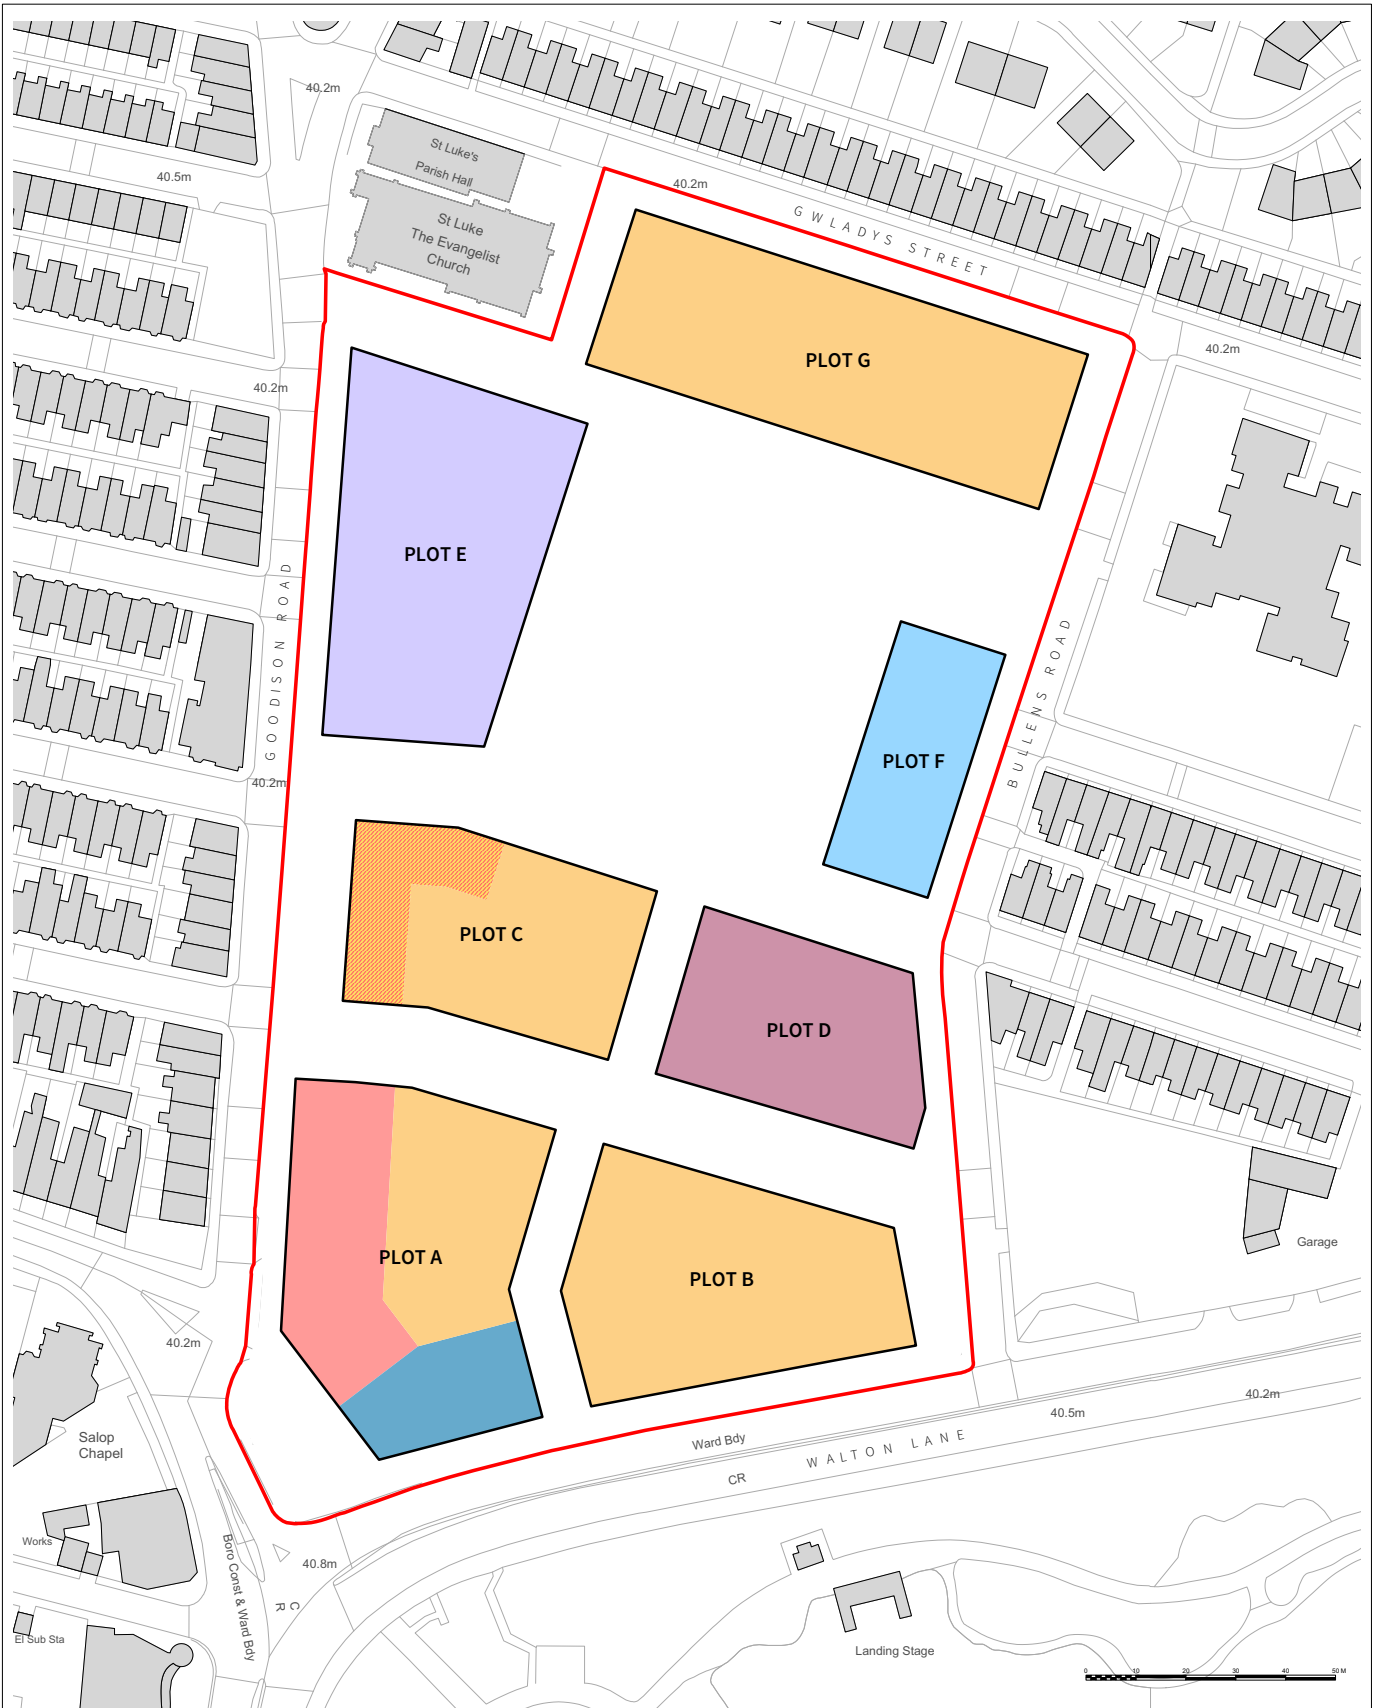 40.2m
St Luke's
Parish Hall
40.5m
40.2m
GWLADYS STREET
St Luke
The Evangelist
Church
40.2m
PLOT G
40.2m
PLOT E
GOODISON ROAD
BULLENS ROAD
PLOT F
40.2m
PLOT C
PLOT D
PLOT A
PLOT B
Garage
40.2m
40.2m
40.5m
Salop
Chapel
Ward Bdy
WALTON LANE
CR
Works
Boro Const & Ward Bdy
40.8m
C
R
El Sub Sta
Landing Stage
0 10 20 30 40 50 M